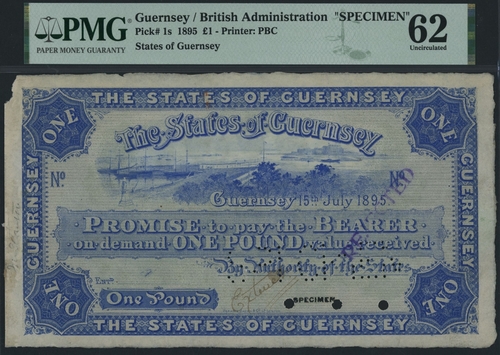 PMG
PAPER MONEY GUARANTY
Guernsey / British Administration "SPECIMEN"
Pick# 1s 1895 £1 - Printer: PBC
States of Guernsey
62
Uncirculated
THE STATES OF GUERNSEY
ONE
ONE
The States of Guernsey
GUERNSEY
GUERNSEY
No
No
Guernsey 15th July 1895
PROMISE to pay the BEARER
on demand ONE POUND value received
By Authority of the States
Entd
One Pound
SPECIMEN
ONE
ONE
THE STATES OF GUERNSEY